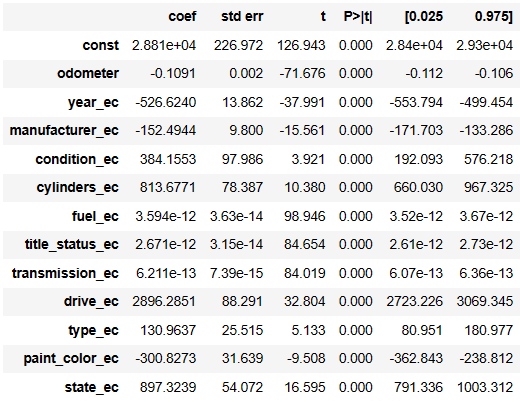 coef std err t P>|t| [0.025 0.975]
const 2.881e+04 226.972 126.943 0.000 2.84e+04 2.93e+04
odometer -0.1091 0.002 -71.676 0.000 -0.112 -0.106
year_ec -526.6240 13.862 -37.991 0.000 -553.794 -499.454
manufacturer_ec -152.4944 9.800 -15.561 0.000 -171.703 -133.286
condition_ec 384.1553 97.986 3.921 0.000 192.093 576.218
cylinders_ec 813.6771 78.387 10.380 0.000 660.030 967.325
fuel_ec 3.594e-12 3.63e-14 98.946 0.000 3.52e-12 3.67e-12
title_status_ec 2.671e-12 3.15e-14 84.654 0.000 2.61e-12 2.73e-12
transmission_ec 6.211e-13 7.39e-15 84.019 0.000 6.07e-13 6.36e-13
drive_ec 2896.2851 88.291 32.804 0.000 2723.226 3069.345
type_ec 130.9637 25.515 5.133 0.000 80.951 180.977
paint_color_ec -300.8273 31.639 -9.508 0.000 -362.843 -238.812
state_ec 897.3239 54.072 16.595 0.000 791.336 1003.312